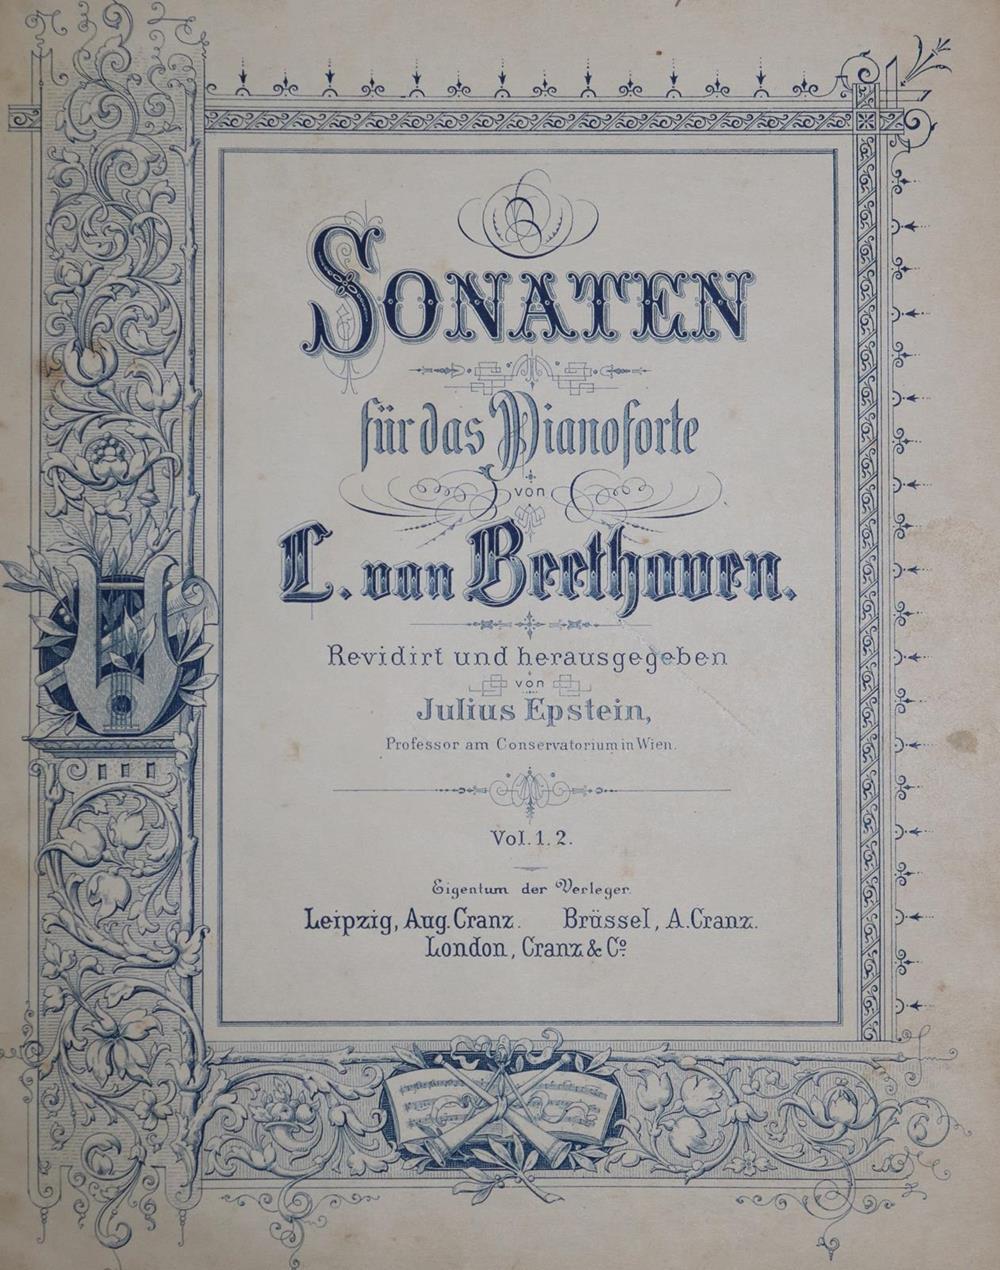 Sonaten
für das Pianoforte
von
L. van Beethoven.
Revidirt und herausgegeben
von
Julius Epstein,
Professor am Conservatorium in Wien.
Vol. 1. 2.
Eigentum der Verleger.
Leipzig, Aug. Cranz. Brüssel, A. Cranz.
London, Cranz & Co.